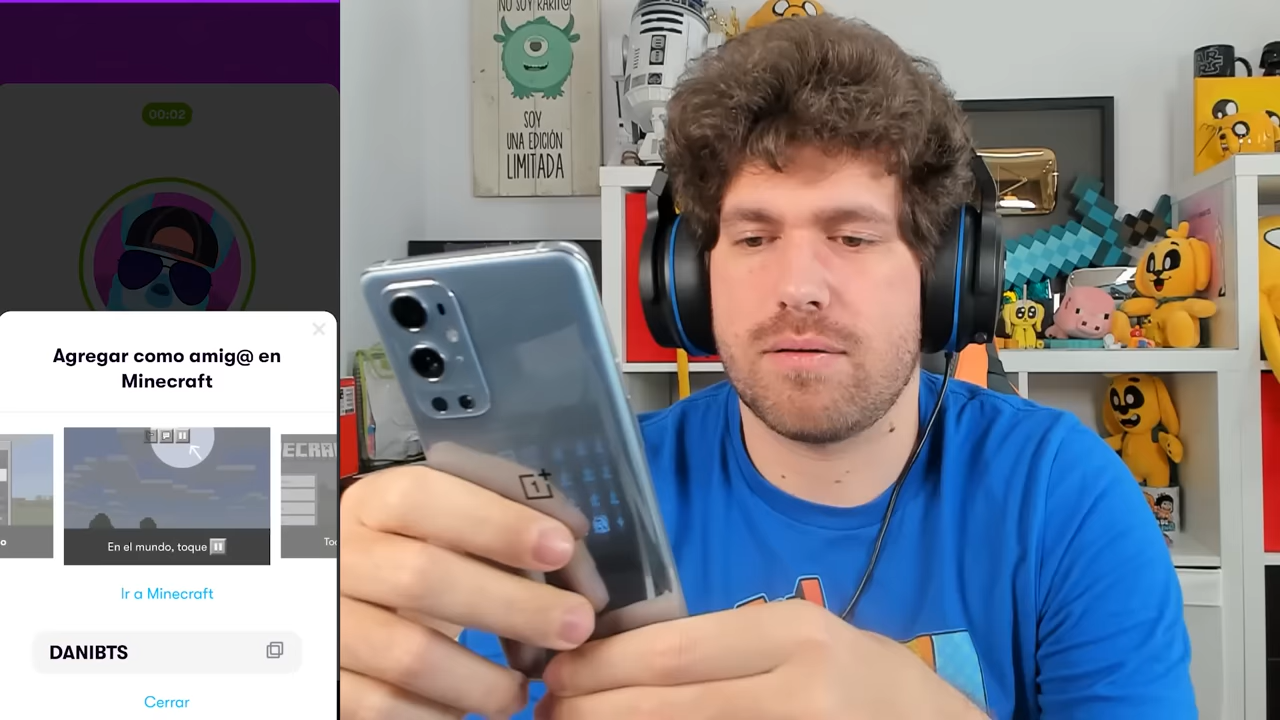 00:02
Agregar como amig@ en
Minecraft
En el mundo, toque
Ir a Minecraft
DANIBTS
Cerrar
NO SOY RARIT@
SOY
UNA EDICIÓN
LIMITADA
1+